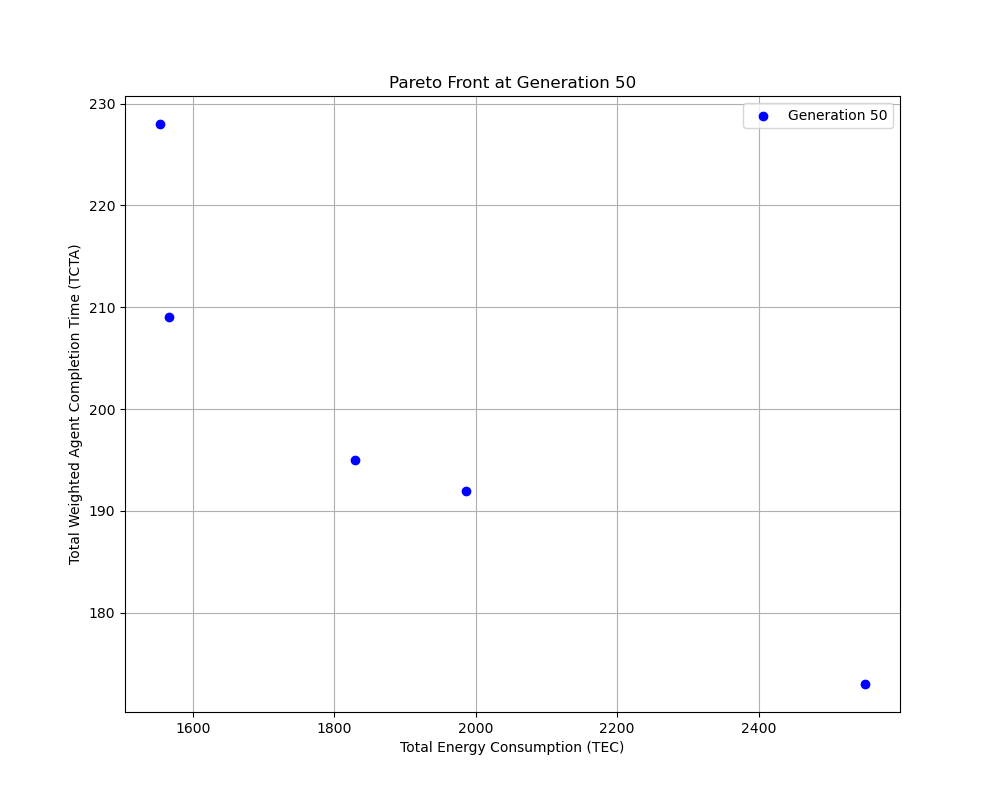 Pareto Front at Generation 50
Generation 50
230
220
210
200
190
180
Total Weighted Agent Completion Time (TCTA)
1600 1800 2000 2200 2400
Total Energy Consumption (TEC)